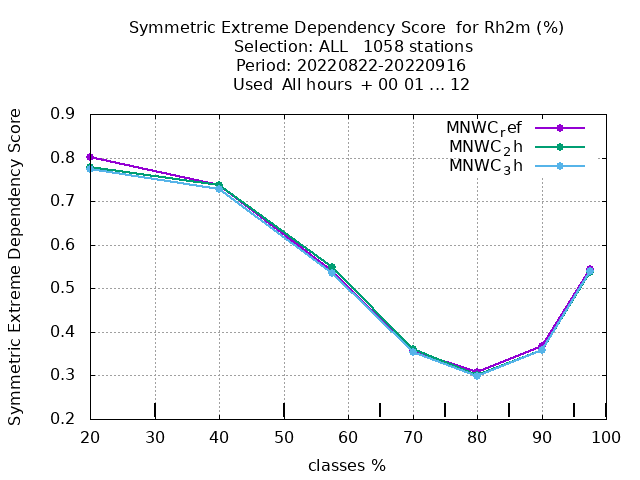 Symmetric Extreme Dependency Score  for Rh2m (%)
Selection: ALL   1058 stations
Period: 20220822-20220916
Used  All hours  + 00 01 ... 12
Symmetric Extreme Dependency Score
0.9
0.8
0.7
0.6
0.5
0.4
0.3
0.2
MNWC_ref
MNWC_2h
MNWC_3h
20 30 40 50 60 70 80 90 100
classes %